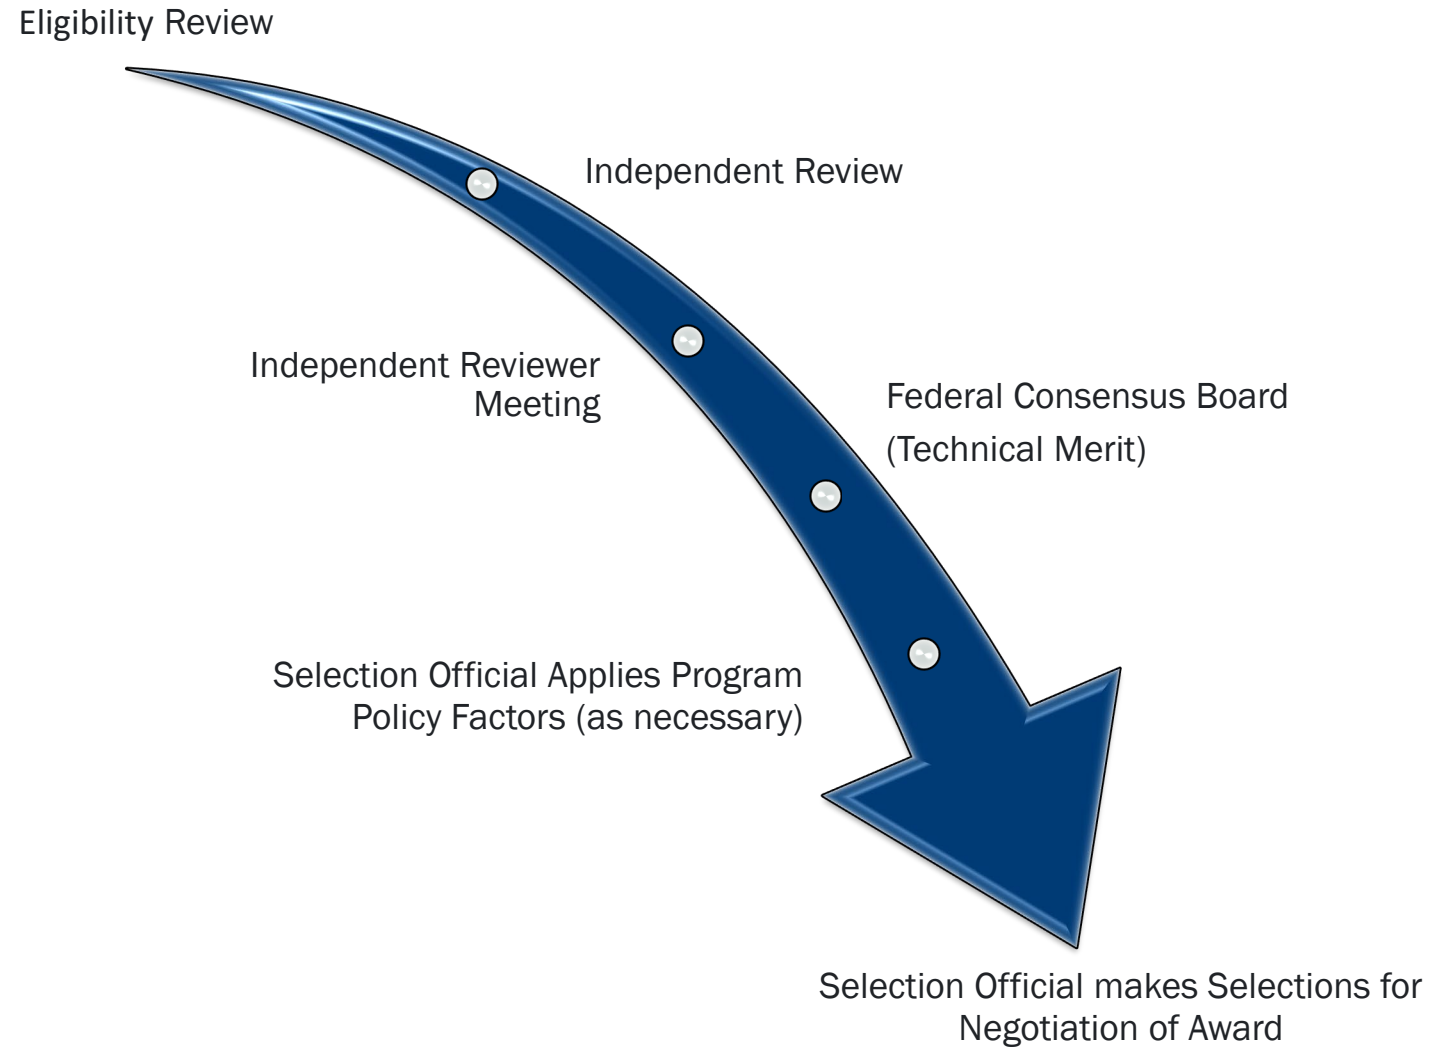 Eligibility Review
Independent Review
Independent Reviewer
Meeting
Federal Consensus Board
(Technical Merit)
Selection Official Applies Program
Policy Factors (as necessary)
Selection Official makes Selections for
Negotiation of Award